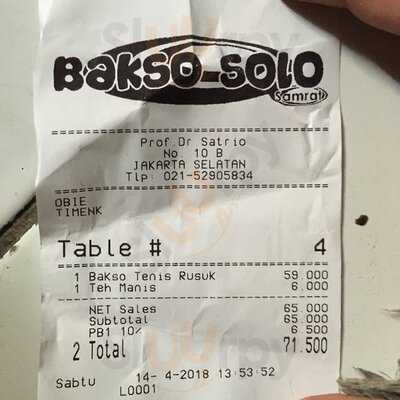 BAKSO SOLO
Samrat
Prof.Dr.Satrio
No 10 B
JAKARTA SELATAN
Tlp: 021-52905834
OBIE
TIMENK
Table # 4
1 Bakso Tenis Rusuk 59.000
1 Teh Manis 6.000
NET Sales 65.000
Subtotal 65.000
PB1 10% 6.500
2 Total 71.500
Sabtu 14- 4-2018 13:53:52
L0001